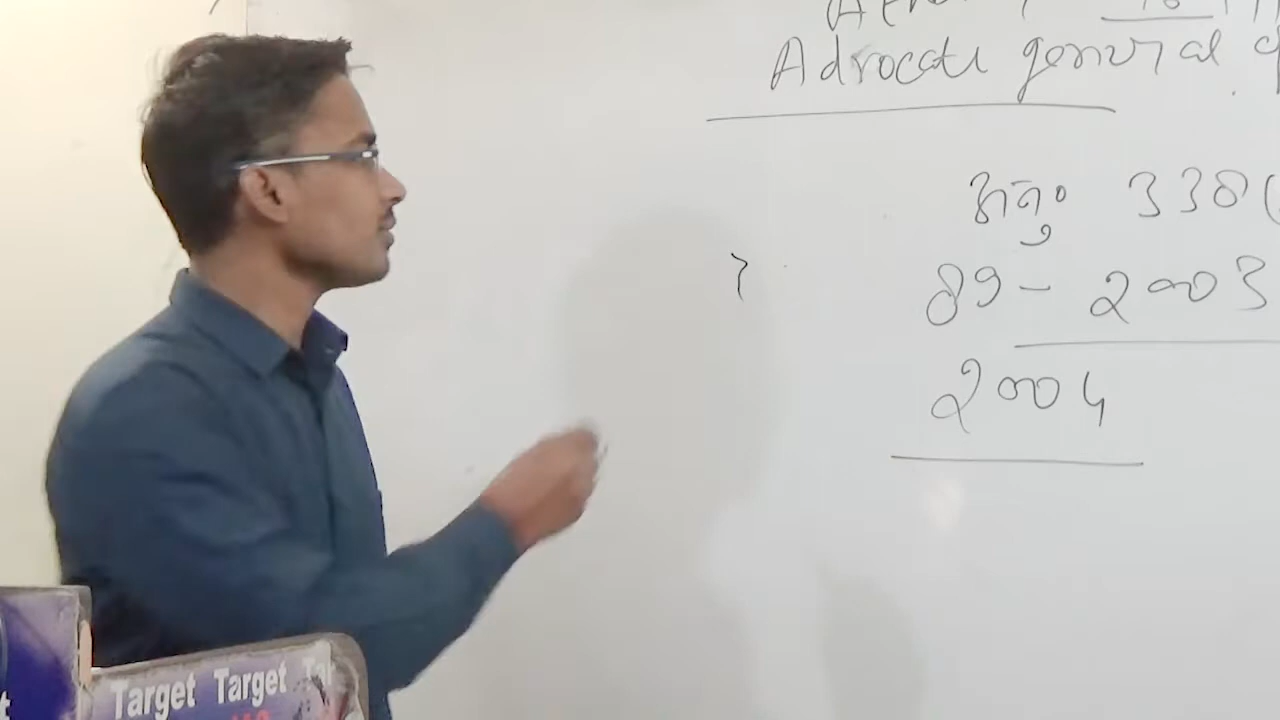 Advocate general
अनु० 338(
89 - 2003
2004
Target Target